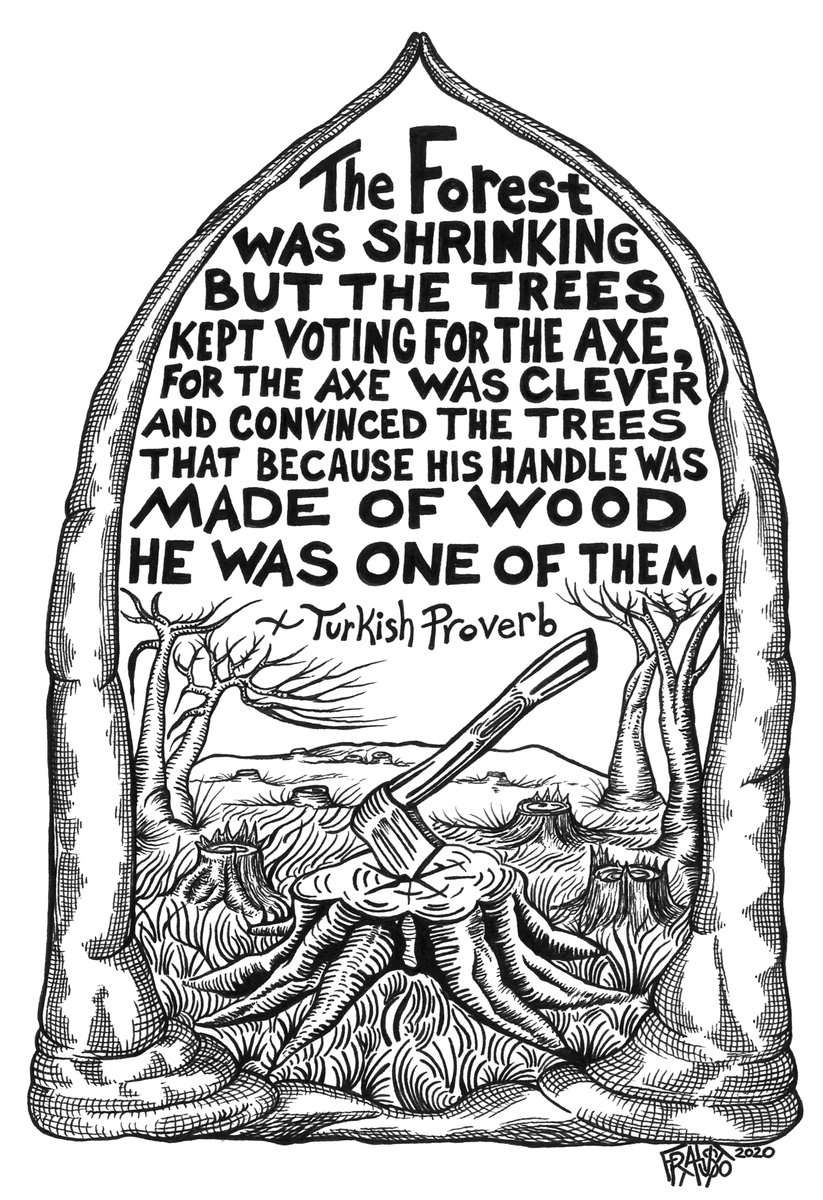 The Forest
WAS SHRINKING
BUT THE TREES
KEPT VOTING FOR THE AXE,
FOR THE AXE WAS CLEVER
AND CONVINCED THE TREES
THAT BECAUSE HIS HANDLE WAS
MADE OF WOOD
HE WAS ONE OF THEM.
~ Turkish Proverb
FRAUSTO 2020